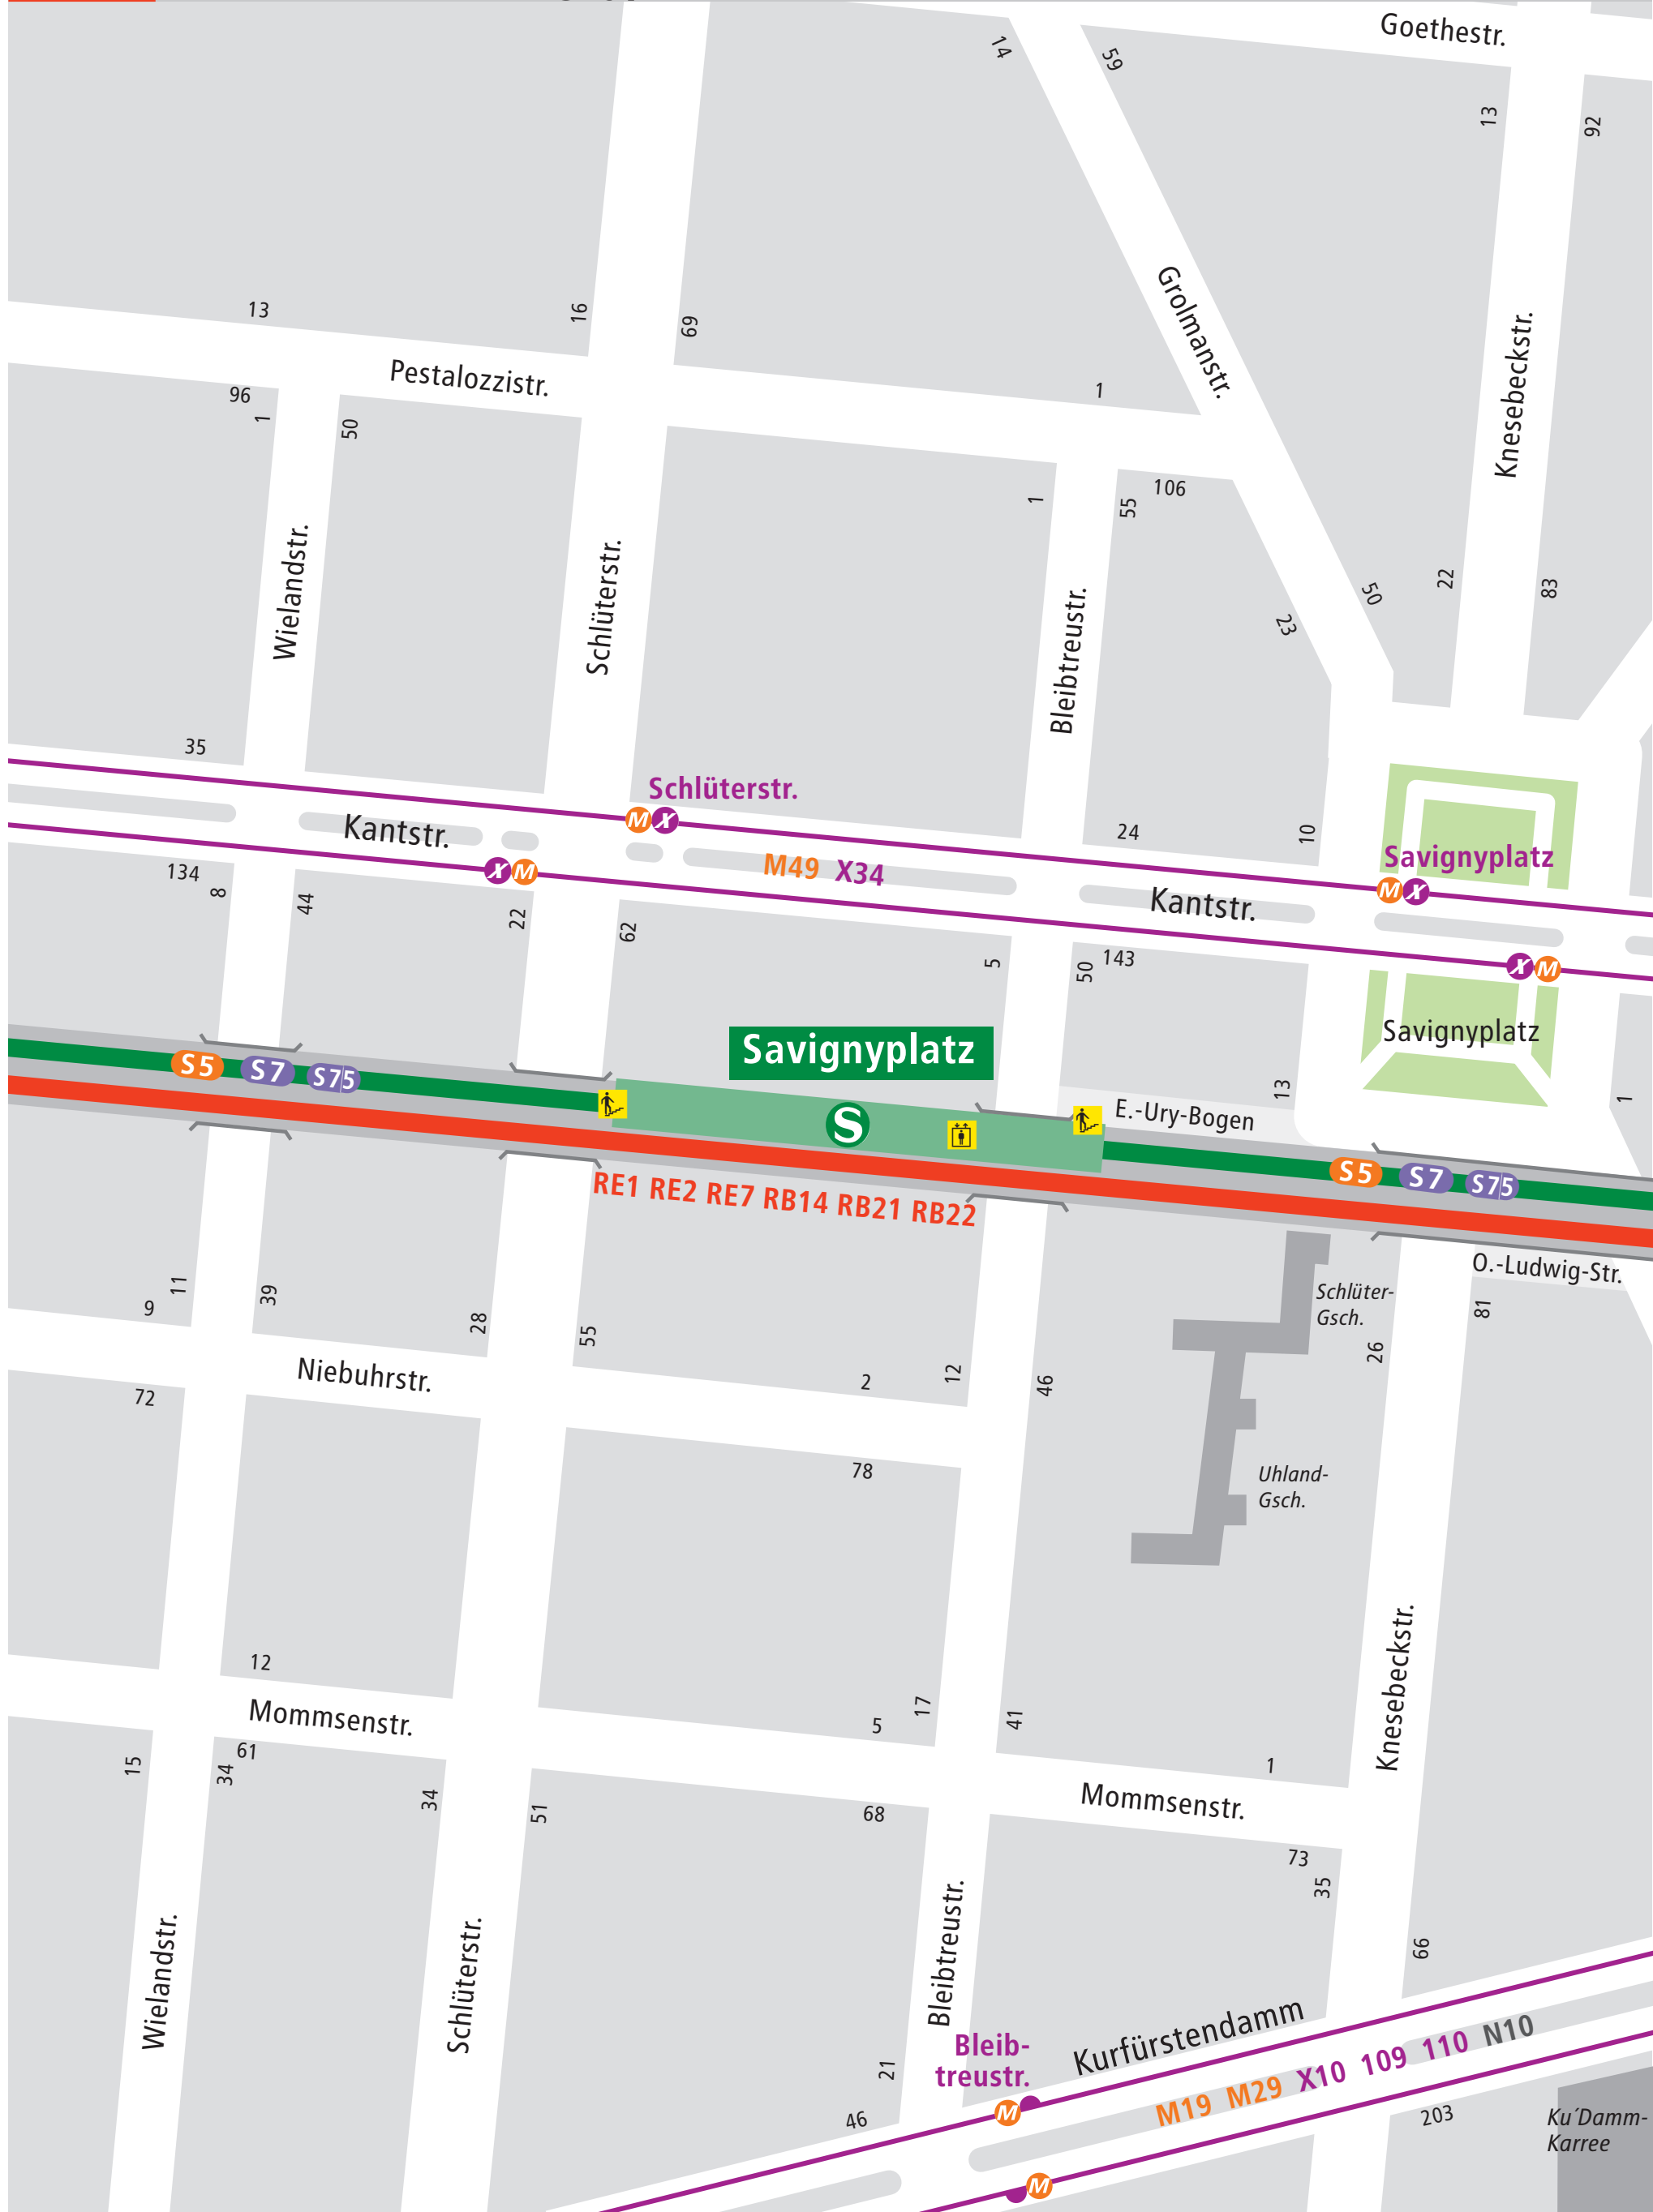 Goethestr.
14
59
13
92
Grolmanstr.
13
16
69
Knesebeckstr.
Pestalozzistr.
96
1
50
1
106
1
55
Wielandstr.
Schlüterstr.
Bleibtreustr.
23
50
22
83
35
Schlüterstr.
M X
Kantstr.
24
10
Savignyplatz
M X
X M
M49 X34
Kantstr.
134
8
44
22
62
5
50
143
X M
Savignyplatz
Savignyplatz
S5 S7 S75
S
E.-Ury-Bogen
13
1
S5 S7 S75
RE1 RE2 RE7 RB14 RB21 RB22
O.-Ludwig-Str.
9
11
39
28
55
Schlüter-
Gsch.
26
81
Niebuhrstr.
72
2
12
46
78
Uhland-
Gsch.
12
Mommsenstr.
61
15
34
34
51
5
17
41
68
1
Mommsenstr.
Knesebeckstr.
73
35
66
Wielandstr.
Schlüterstr.
Bleibtreustr.
21
46
Bleib-
treustr.
M
Kurfürstendamm
M19 M29 X10 109 110 N10
203
Ku´Damm-
Karree
M